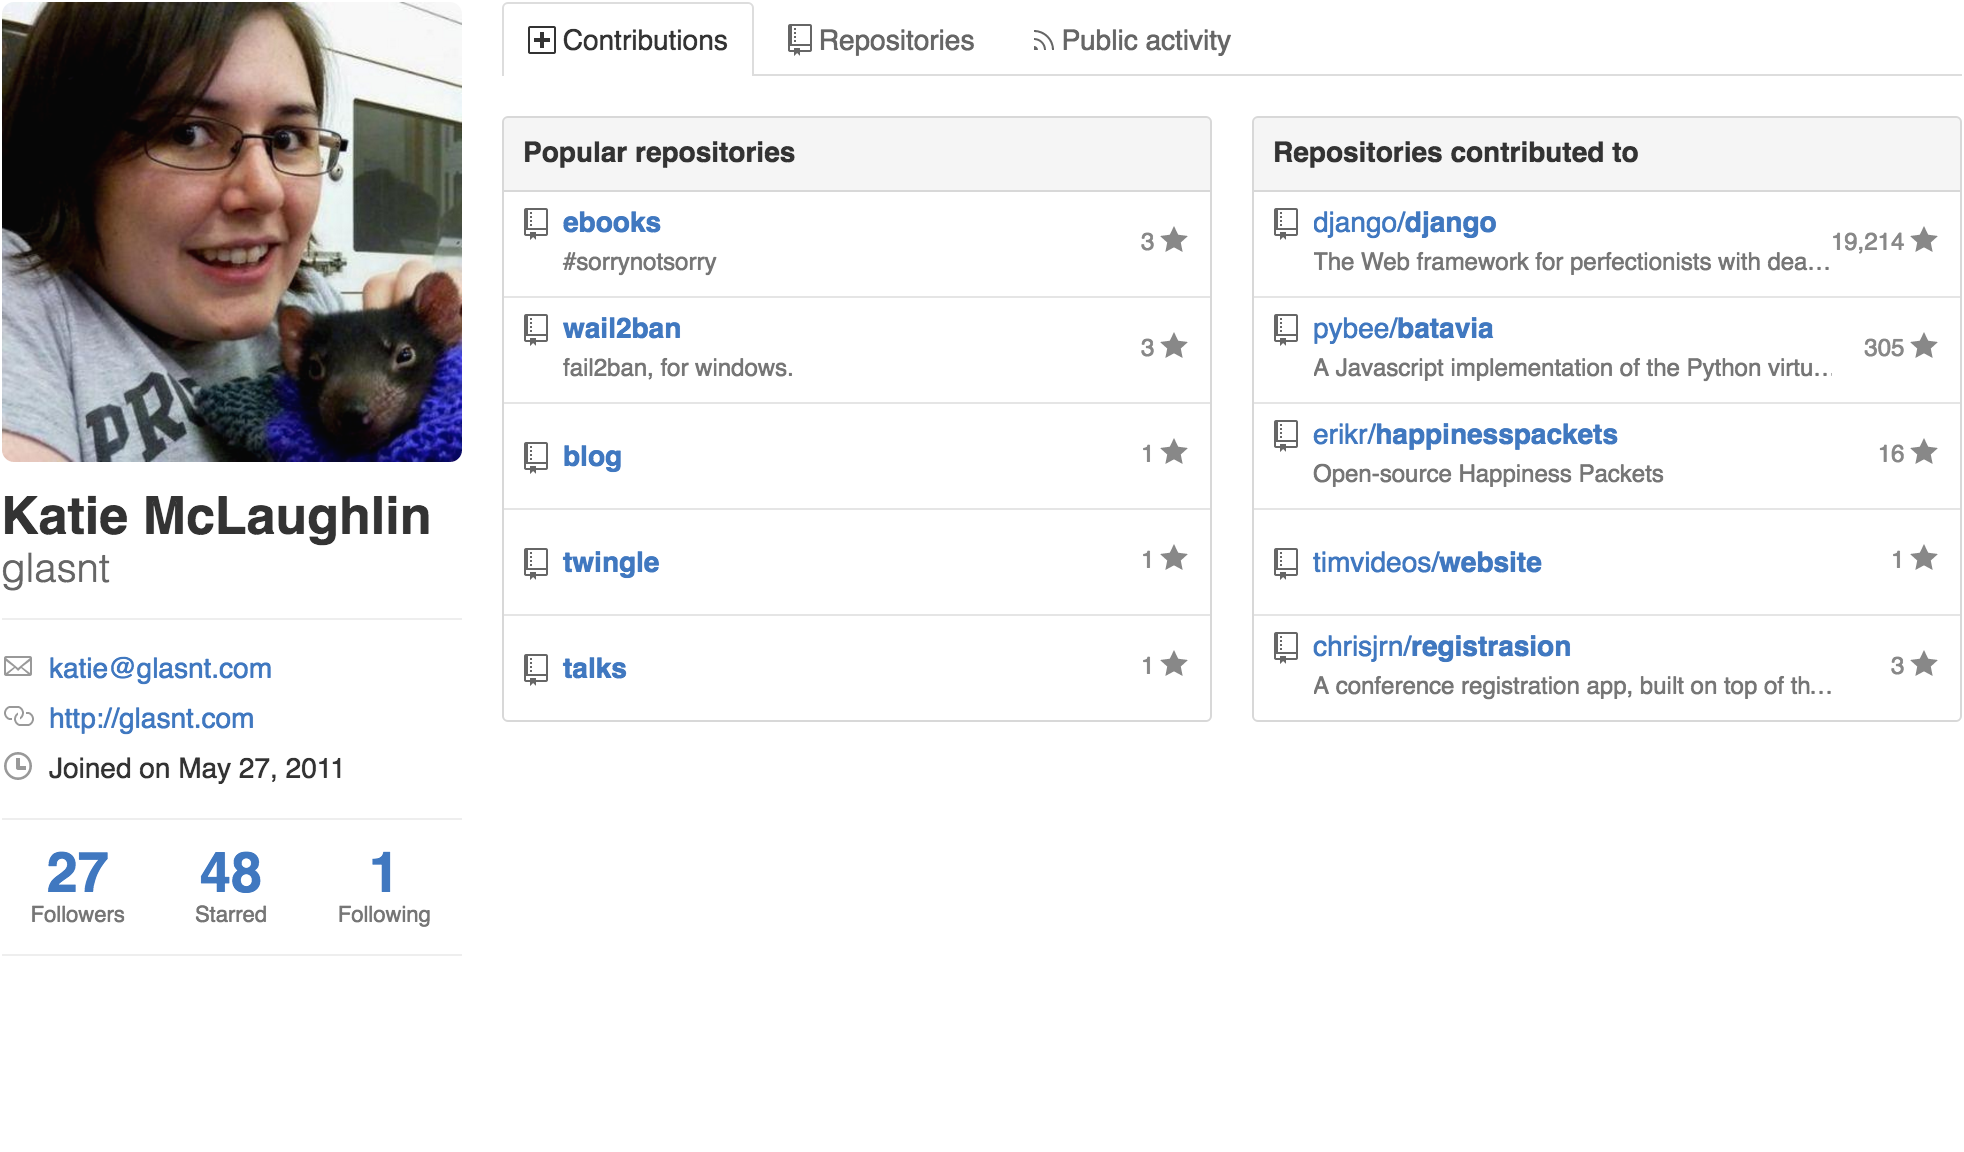 PR
Katie McLaughlin
glasnt
katie@glasnt.com
http://glasnt.com
Joined on May 27, 2011
27
Followers
48
Starred
1
Following
Contributions
Repositories
Public activity
Popular repositories
ebooks
#sorrynotsorry
3
wail2ban
fail2ban, for windows.
3
blog
1
twingle
1
talks
1
Repositories contributed to
django/django
The Web framework for perfectionists with dea…
19,214
pybee/batavia
A Javascript implementation of the Python virtu…
305
erikr/happinesspackets
Open-source Happiness Packets
16
timvideos/website
1
chrisjrn/registrasion
A conference registration app, built on top of th…
3